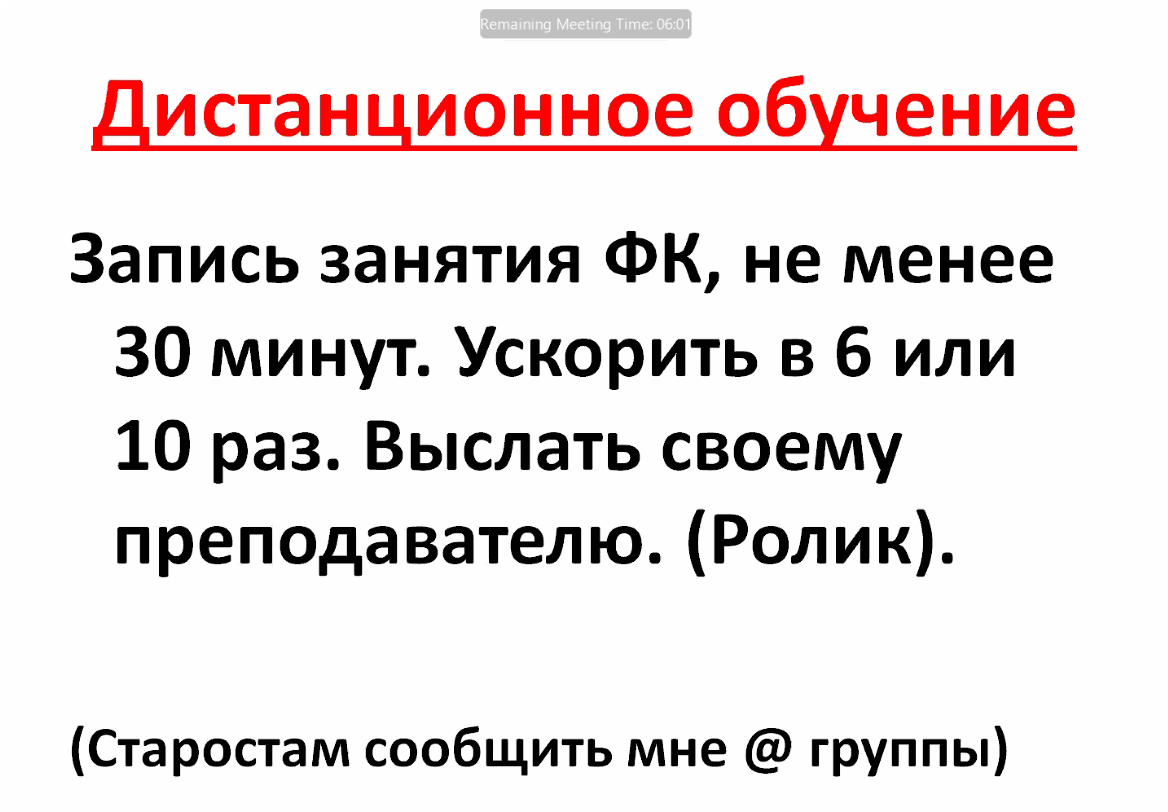 Remaining Meeting Time: 06:01
Дистанционное обучение
Запись занятия ФК, не менее
30 минут. Ускорить в 6 или
10 раз. Выслать своему
преподавателю. (Ролик).
(Старостам сообщить мне @ группы)